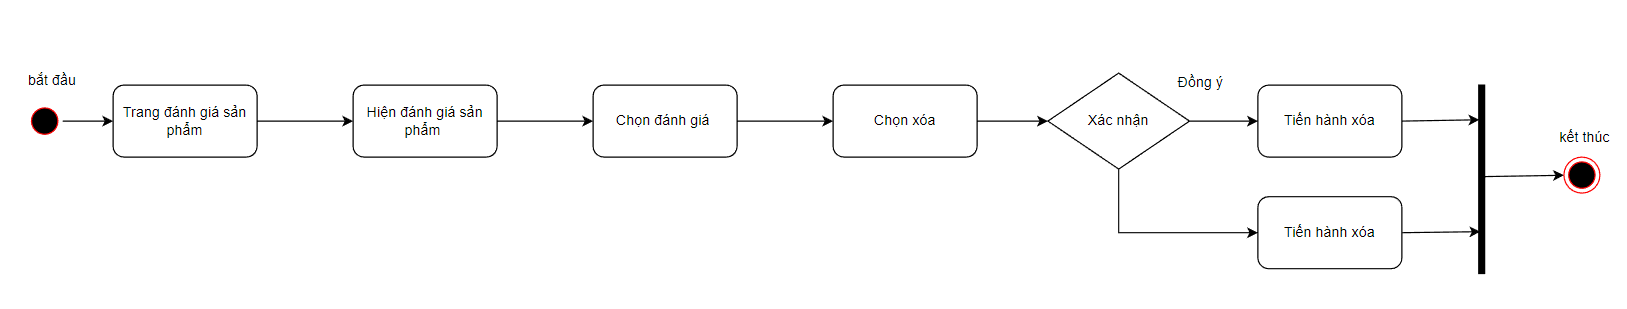 bắt đầu
Trang đánh giá sản
phẩm
Hiện đánh giá sản
phẩm
Chọn đánh giá
Chọn xóa
Xác nhận
Đồng ý
Tiến hành xóa
Tiến hành xóa
kết thúc